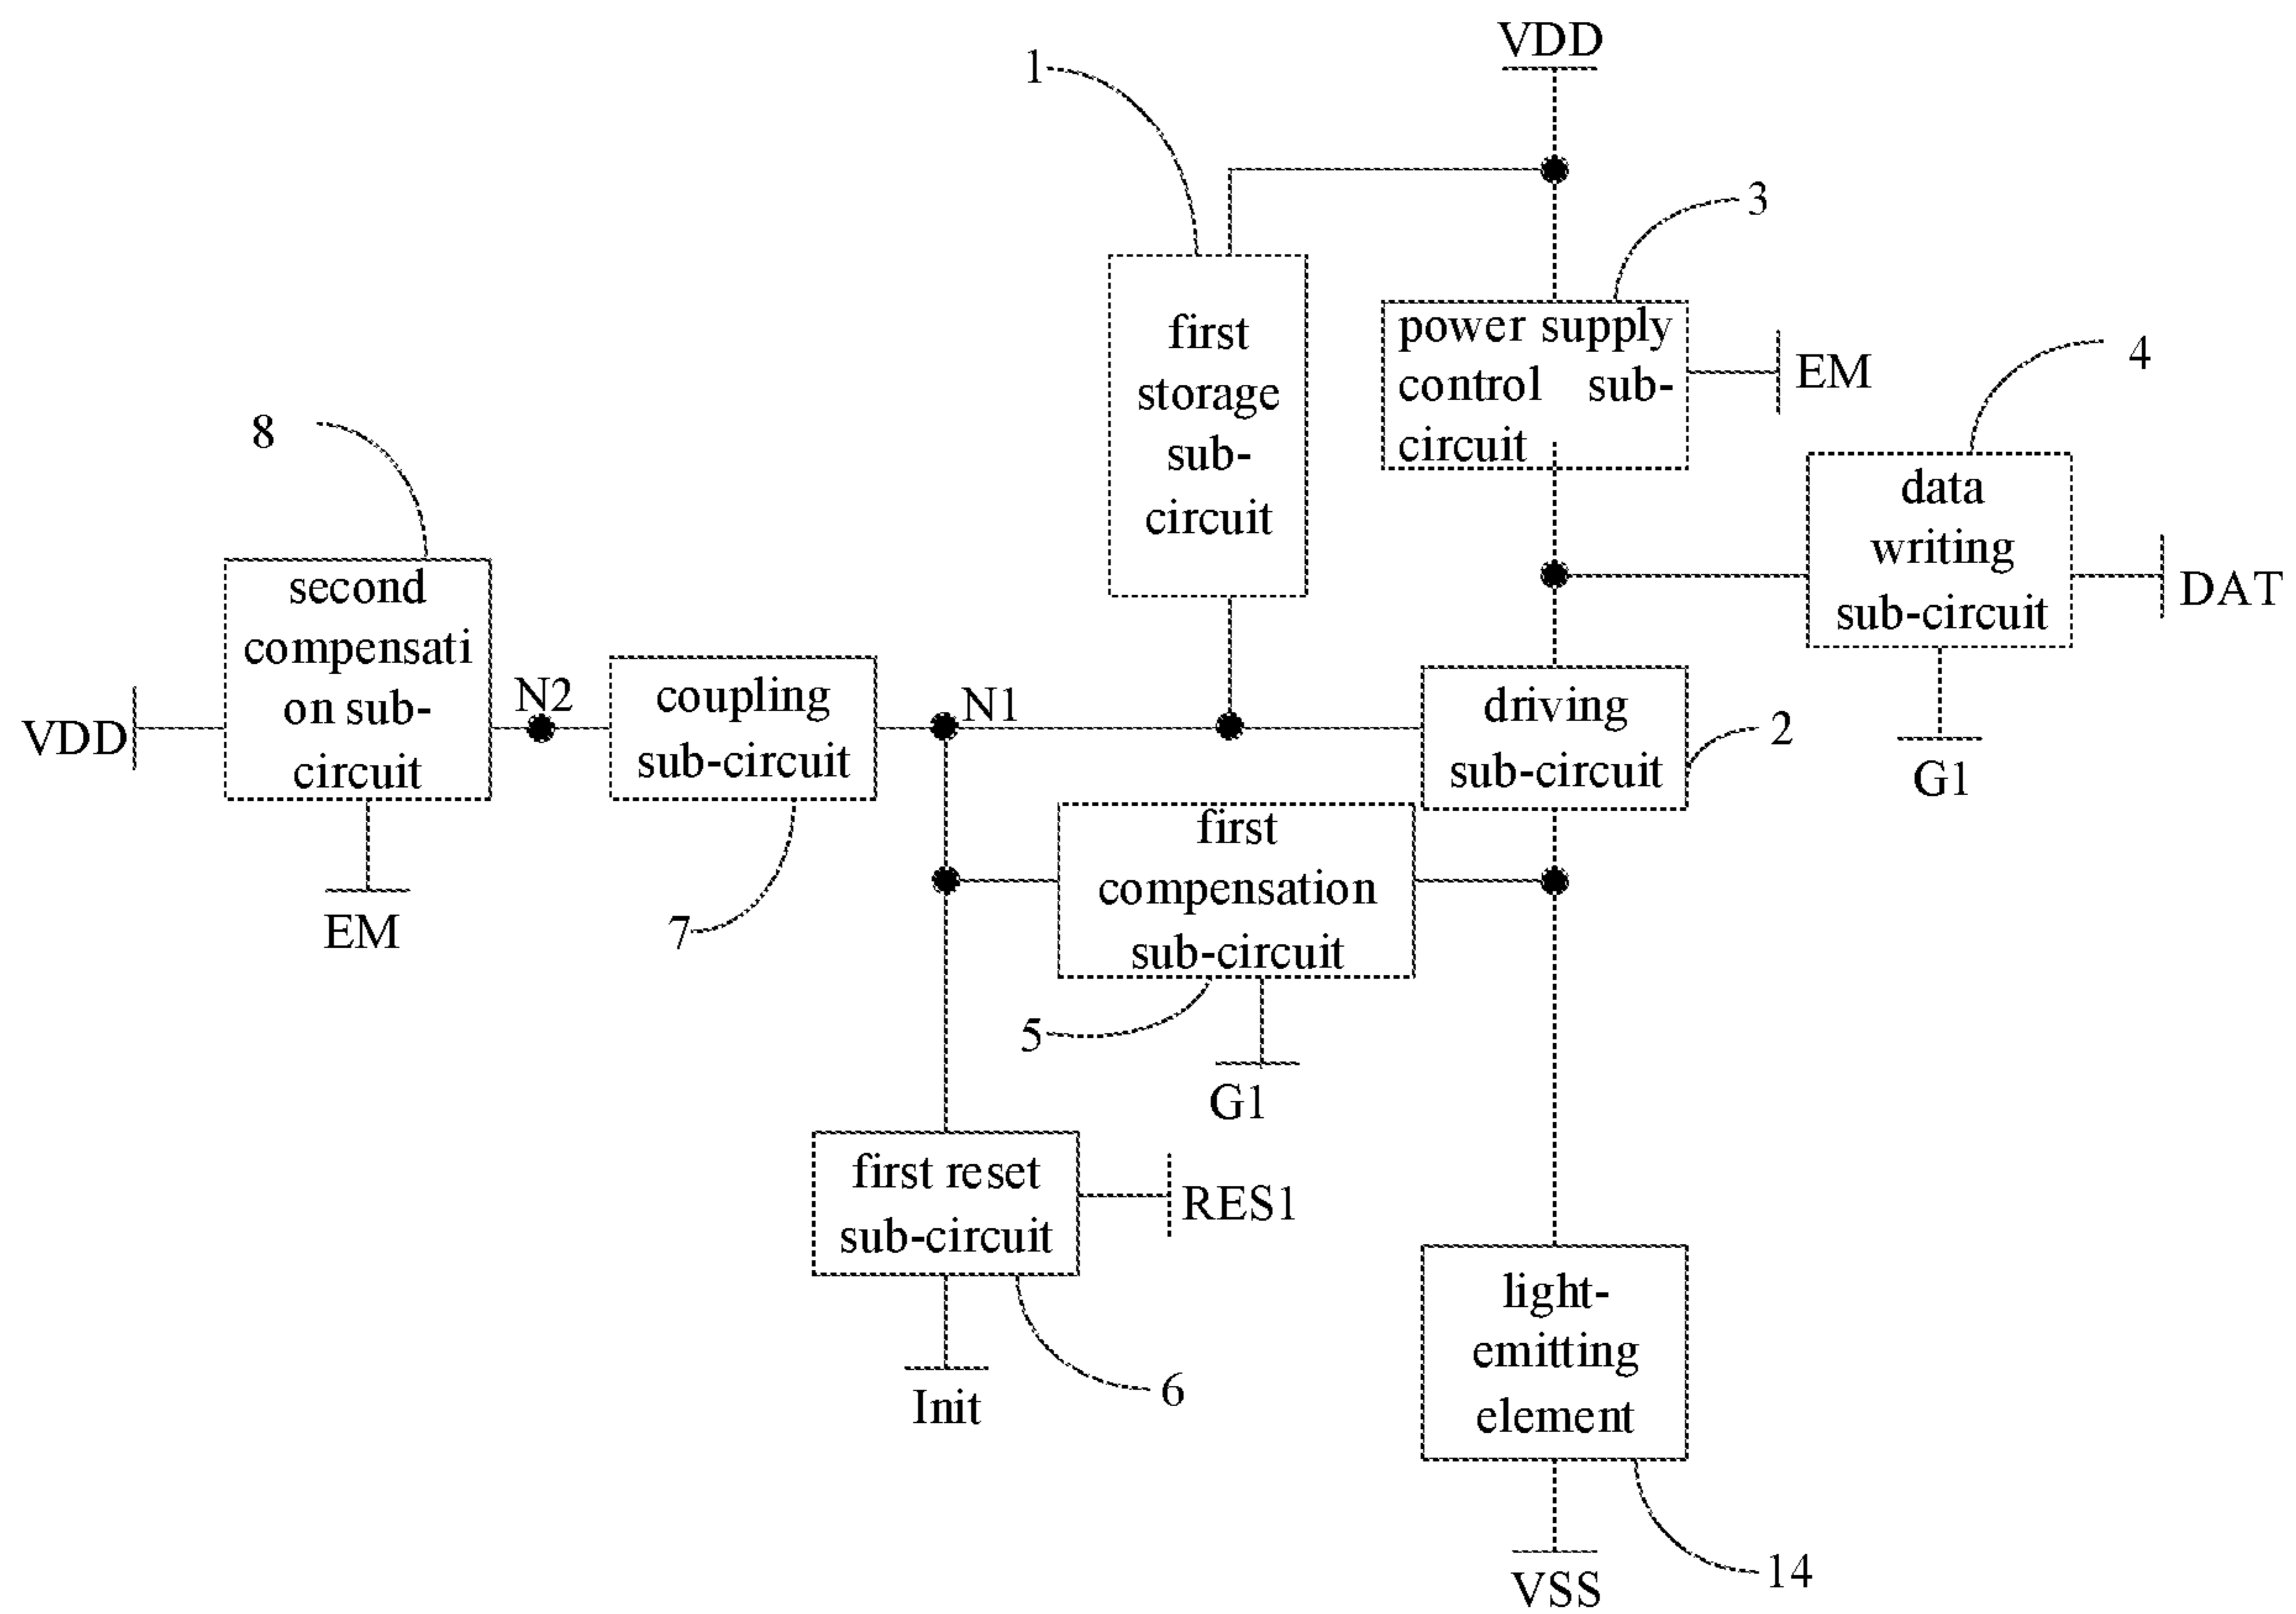 VDD
1
3
first
storage
sub-
circuit
power supply
control sub-
circuit
EM
4
data
writing
sub-circuit
DAT
G1
8
second
compensati
on sub-
circuit
VDD
EM
N2
coupling
sub-circuit
7
N1
driving
sub-circuit
2
first
compensation
sub-circuit
5
G1
first reset
sub-circuit
RES1
6
Init
light-
emitting
element
14
VSS